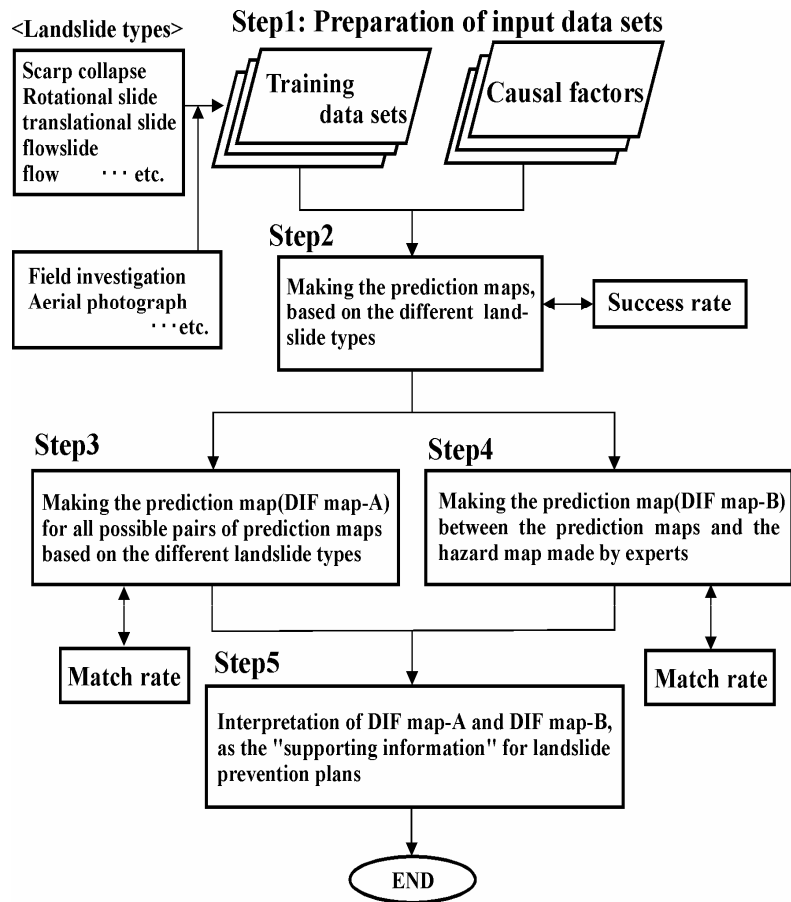 Step1: Preparation of input data sets
<Landslide types>
Scarp collapse
Rotational slide
translational slide
flowslide
flow ··· etc.
Training
data sets
Causal factors
Field investigation
Aerial photograph
···etc.
Step2
Making the prediction maps,
based on the different land-
slide types
Success rate
Step3
Making the prediction map(DIF map-A)
for all possible pairs of prediction maps
based on the different landslide types
Step4
Making the prediction map(DIF map-B)
between the prediction maps and the
hazard map made by experts
Match rate
Match rate
Step5
Interpretation of DIF map-A and DIF map-B,
as the "supporting information" for landslide
prevention plans
END